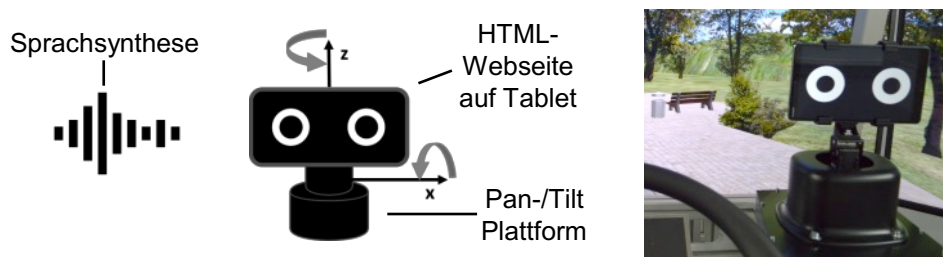 Sprachsynthese
z
HTML-
Webseite
auf Tablet
x
Pan-/Tilt
Plattform